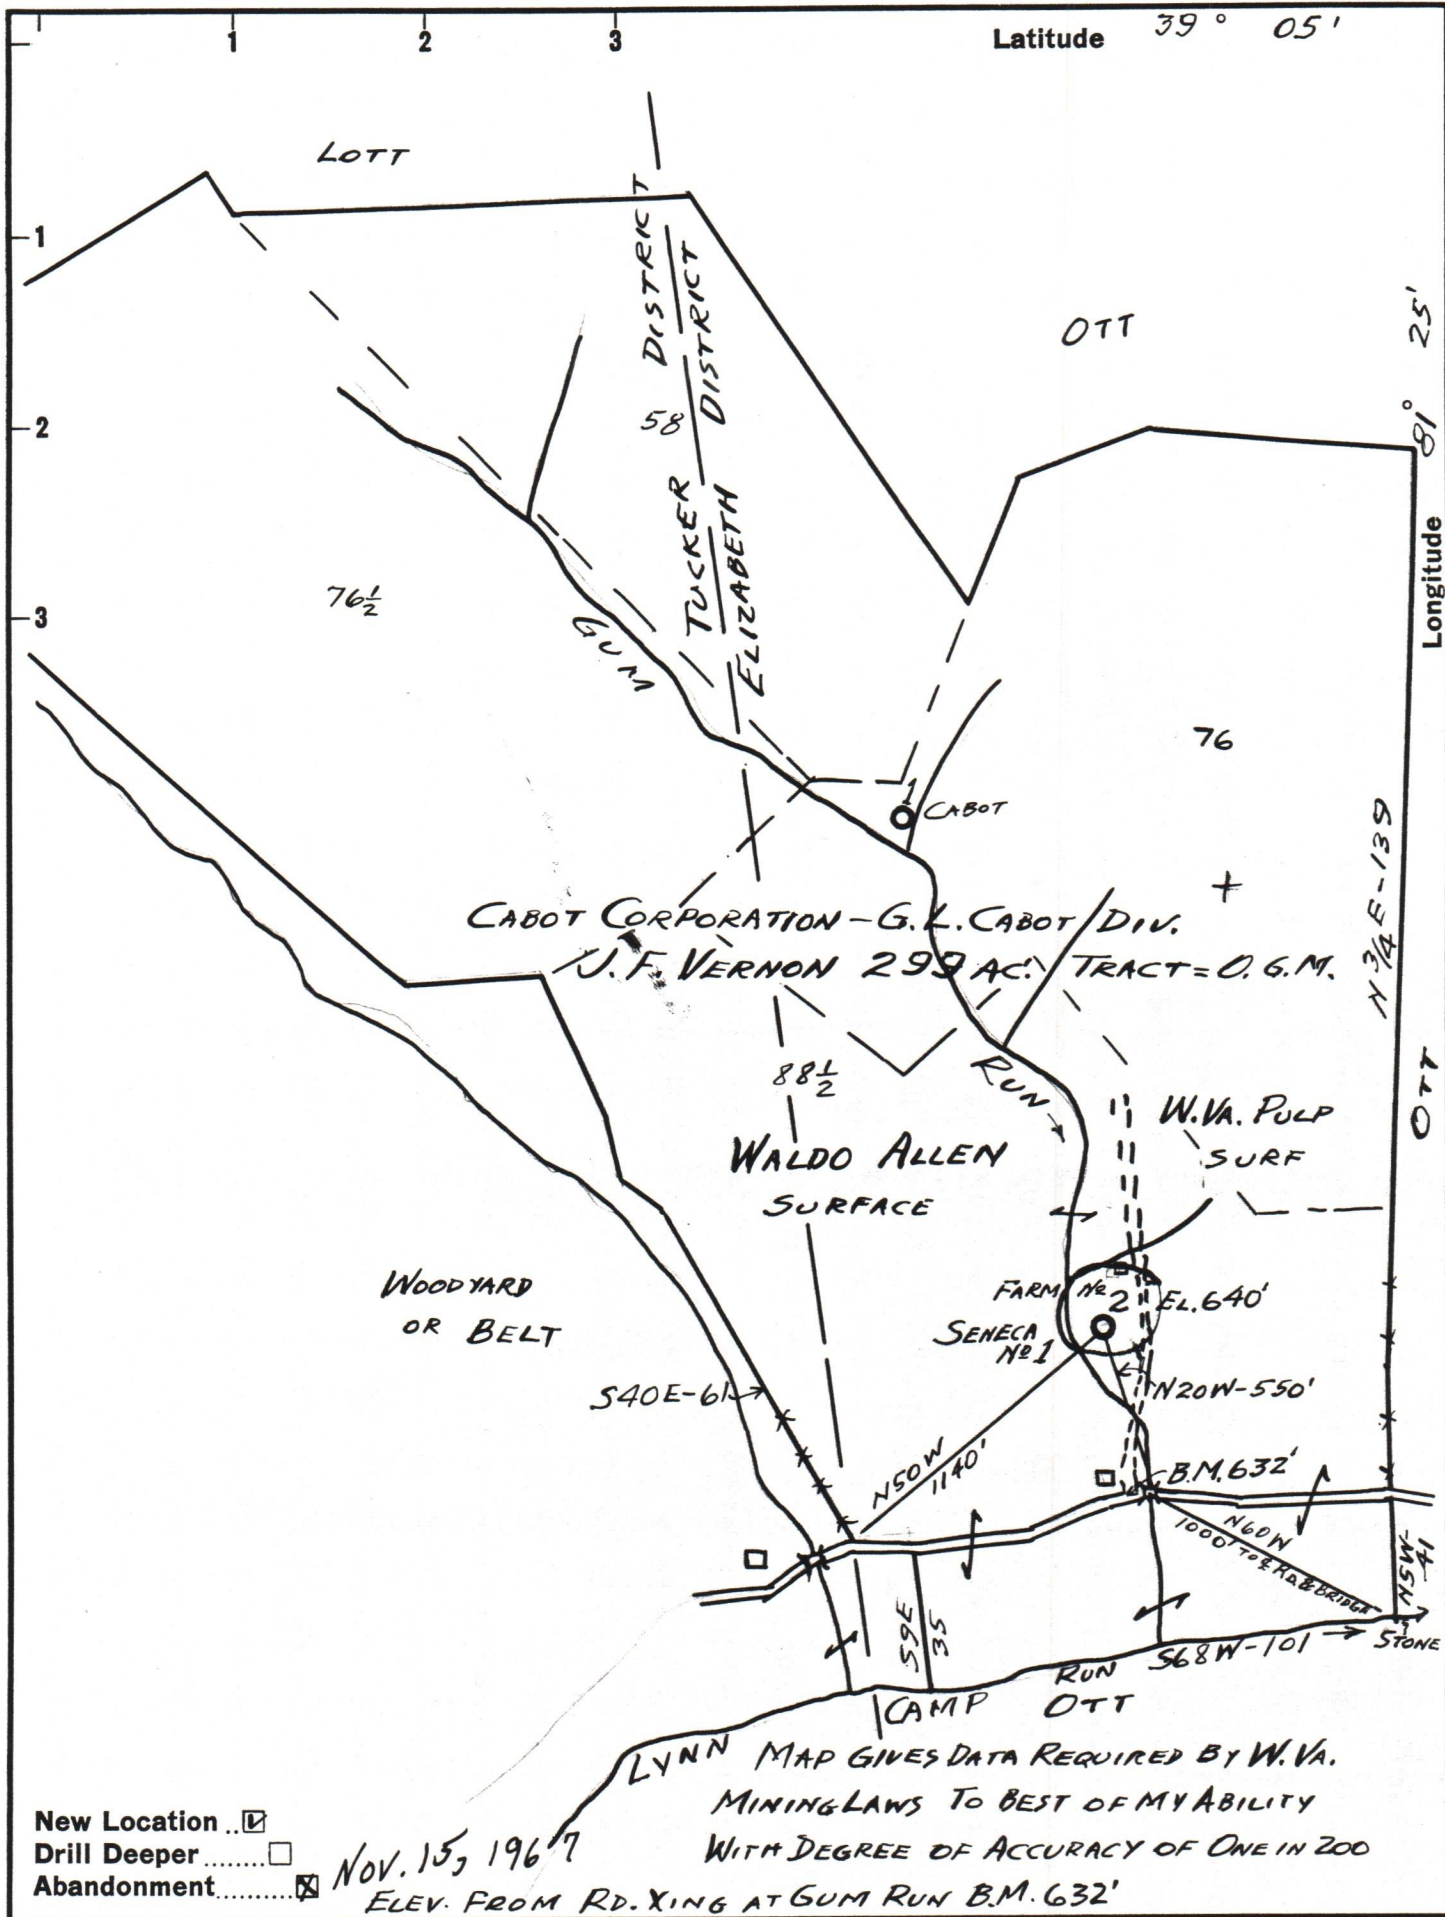 1
2
3
Latitude 39° 05'
LOTT
1
TUCKER DISTRICT
ELIZABETH DISTRICT
OTT
81° 25'
Longitude
2
58
3
76½
GUM
76
1
CABOT
N 3/4 E-139
CABOT CORPORATION - G.L. CABOT DIV.
J.F. VERNON 299 AC. TRACT = O.G.M.
OTT
88½
RUN
W.VA. PULP
SURF
WALDO ALLEN
SURFACE
WOODYARD
OR BELT
FARM № 2
EL. 640'
SENECA
№ 1
S40E-61
N20W-550'
N50W
1140'
B.M. 632'
N60W
1000' TO ℄ RD. & BRIDGE
N5W-41
S9E
35
S68W-101
STONE
RUN
CAMP
OTT
LYNN
MAP GIVES DATA REQUIRED BY W.VA.
MINING LAWS TO BEST OF MY ABILITY
WITH DEGREE OF ACCURACY OF ONE IN 200
New Location
Drill Deeper
Abandonment
NOV. 15, 1967
ELEV. FROM RD. XING AT GUM RUN B.M. 632'